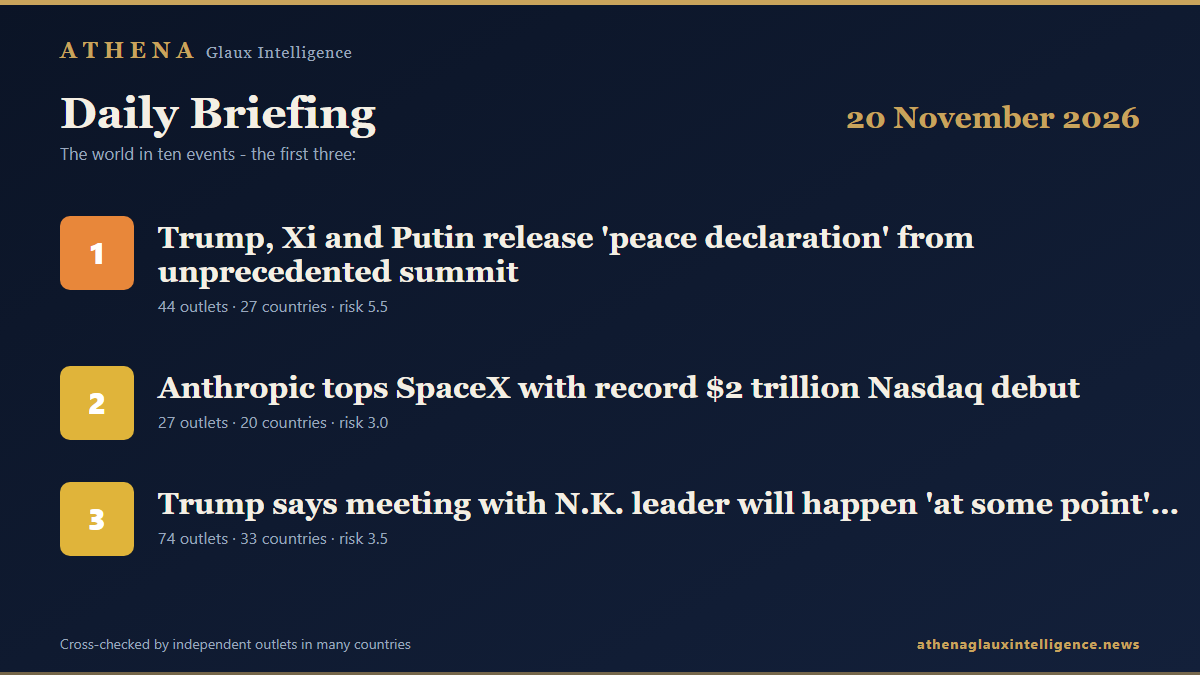 ATHENA Glaux Intelligence
Daily Briefing
20 November 2026
The world in ten events - the first three:
1
Trump, Xi and Putin release 'peace declaration' from
unprecedented summit
44 outlets · 27 countries · risk 5.5
2
Anthropic tops SpaceX with record $2 trillion Nasdaq debut
27 outlets · 20 countries · risk 3.0
3
Trump says meeting with N.K. leader will happen 'at some point'...
74 outlets · 33 countries · risk 3.5
Cross-checked by independent outlets in many countries
athenaglauxintelligence.news